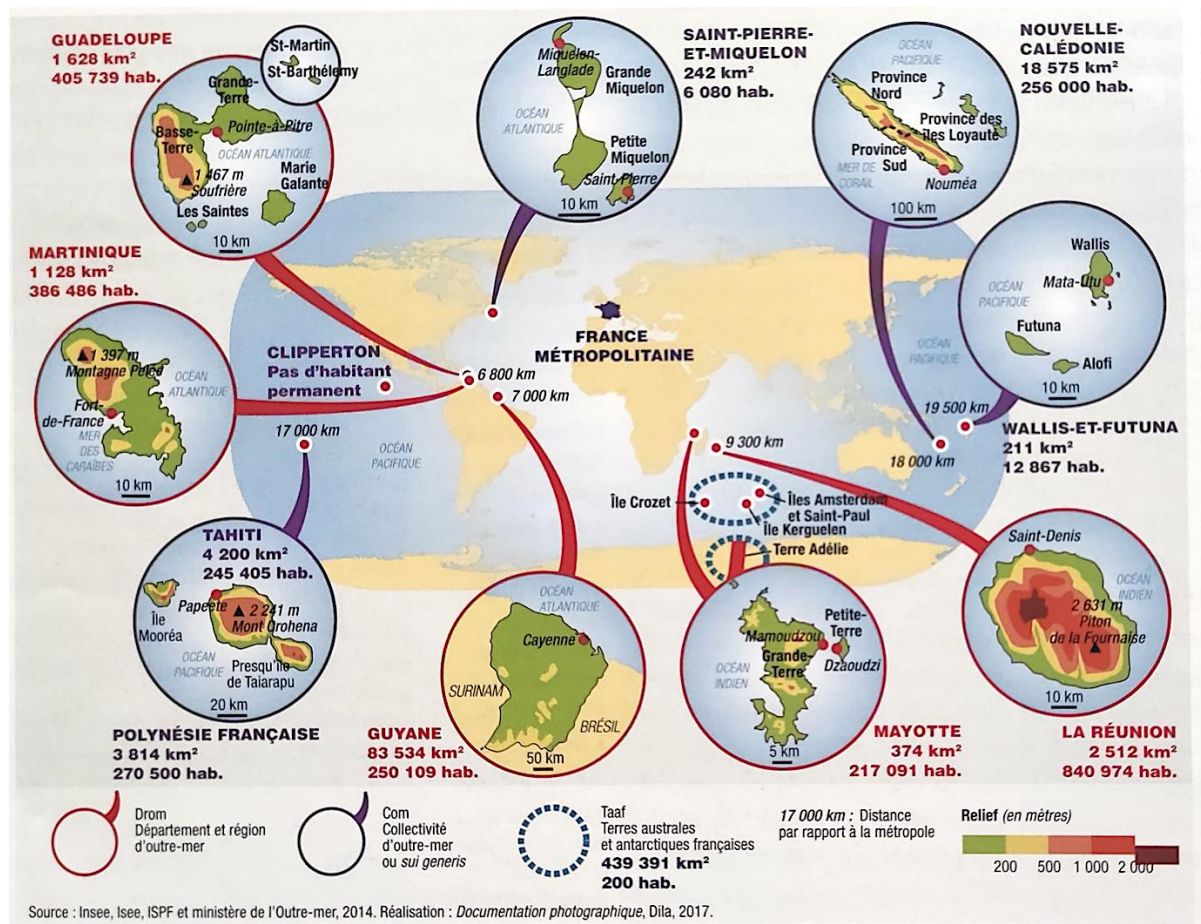 GUADELOUPE
1 628 km²
405 739 hab.
St-Martin
St-Barthélemy
Grande-
Terre
Pointe-à-Pitre
Basse-
Terre
OCÉAN ATLANTIQUE
1 467 m
Soufrière
Marie
Galante
Les Saintes
10 km
Miquelon-
Langlade
Grande
Miquelon
OCÉAN
ATLANTIQUE
Petite
Miquelon
Saint-Pierre
10 km
SAINT-PIERRE-
ET-MIQUELON
242 km²
6 080 hab.
NOUVELLE-
CALÉDONIE
18 575 km²
256 000 hab.
OCÉAN
PACIFIQUE
Province
Nord
Province des
îles Loyauté
Province
Sud
MER DE
CORAIL
Nouméa
100 km
MARTINIQUE
1 128 km²
386 486 hab.
1 397 m
Montagne Pelée
OCÉAN
ATLANTIQUE
Fort-
de-France
MER
DES
CARAÏBES
10 km
Wallis
Mata-Utu
OCÉAN
PACIFIQUE
Futuna
Alofi
10 km
WALLIS-ET-FUTUNA
211 km²
12 867 hab.
FRANCE
MÉTROPOLITAINE
CLIPPERTON
Pas d'habitant
permanent
6 800 km
7 000 km
17 000 km
OCÉAN
PACIFIQUE
OCÉAN
PACIFIQUE
19 500 km
18 000 km
9 300 km
Île Crozet
Îles Amsterdam
et Saint-Paul
Île Kerguelen
Terre Adélie
TAHITI
4 200 km²
245 405 hab.
Papeete
2 241 m
Mont Orohena
Île
Mooréa
OCÉAN
PACIFIQUE
Presqu'île
de Taiarapu
20 km
POLYNÉSIE FRANÇAISE
3 814 km²
270 500 hab.
OCÉAN
ATLANTIQUE
Cayenne
SURINAM
BRÉSIL
50 km
GUYANE
83 534 km²
250 109 hab.
Mamoudzou
Petite-
Terre
Grande-
Terre
Dzaoudzi
OCÉAN
INDIEN
5 km
MAYOTTE
374 km²
217 091 hab.
Saint-Denis
OCÉAN
INDIEN
2 631 m
Piton
de la Fournaise
10 km
LA RÉUNION
2 512 km²
840 974 hab.
Drom
Département et région
d'outre-mer
Com
Collectivité
d'outre-mer
ou sui generis
Taaf
Terres australes
et antarctiques françaises
439 391 km²
200 hab.
17 000 km : Distance
par rapport à la métropole
Relief (en mètres)
200 500 1 000 2 000
Source : Insee, Isee, ISPF et ministère de l'Outre-mer, 2014. Réalisation : Documentation photographique, Dila, 2017.